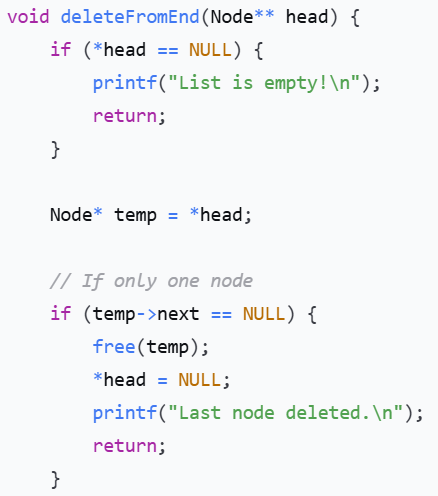 void deleteFromEnd(Node** head) {
    if (*head == NULL) {
        printf("List is empty!\n");
        return;
    }

    Node* temp = *head;

    // If only one node
    if (temp->next == NULL) {
        free(temp);
        *head = NULL;
        printf("Last node deleted.\n");
        return;
    }